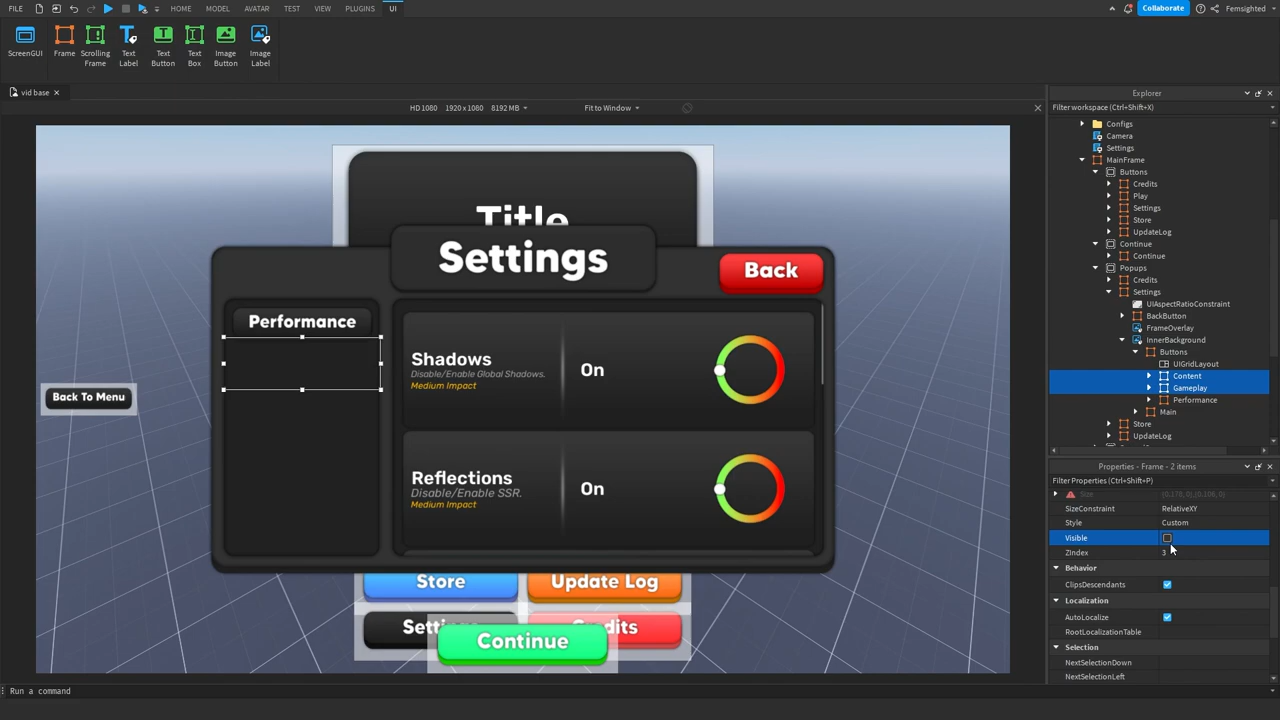 FILE
HOME
MODEL
AVATAR
TEST
VIEW
PLUGINS
UI
Collaborate
Femsighted
ScreenGUI
Frame
Scrolling
Frame
Text
Label
Text
Button
Text
Box
Image
Button
Image
Label
vid base
HD 1080 1920 x 1080 8192 MB
Fit to Window
Title
Settings
Back
Performance
Shadows
Disable/Enable Global Shadows.
Medium Impact
On
Reflections
Disable/Enable SSR.
Medium Impact
On
Back To Menu
Store
Update Log
Continue
Explorer
Filter workspace (Ctrl+Shift+X)
Configs
Camera
Settings
MainFrame
Buttons
Credits
Play
Settings
Store
UpdateLog
Continue
Continue
Popups
Credits
Settings
UIAspectRatioConstraint
BackButton
FrameOverlay
InnerBackground
Buttons
UIGridLayout
Content
Gameplay
Performance
Main
Store
UpdateLog
Properties - Frame - 2 items
Filter Properties (Ctrl+Shift+P)
Size
SizeConstraint RelativeXY
Style Custom
Visible
ZIndex 3
Behavior
ClipsDescendants
Localization
AutoLocalize
RootLocalizationTable
Selection
NextSelectionDown
NextSelectionLeft
Run a command